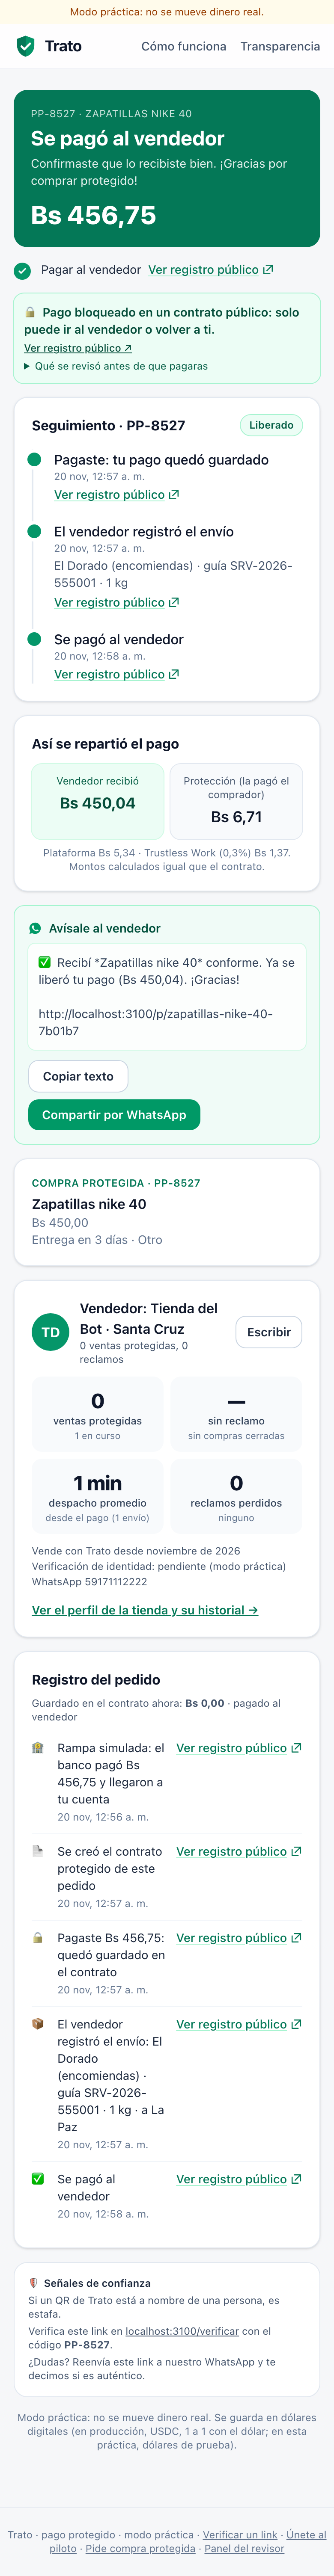 Modo práctica: no se mueve dinero real.
Trato
Cómo funciona Transparencia
PP-8527 · ZAPATILLAS NIKE 40
Se pagó al vendedor
Confirmaste que lo recibiste bien. ¡Gracias por
comprar protegido!
Bs 456,75
Pagar al vendedor Ver registro público
Pago bloqueado en un contrato público: solo
puede ir al vendedor o volver a ti.
Ver registro público ↗
▶ Qué se revisó antes de que pagaras
Seguimiento · PP-8527
Liberado
Pagaste: tu pago quedó guardado
20 nov, 12:57 a. m.
Ver registro público
El vendedor registró el envío
20 nov, 12:57 a. m.
El Dorado (encomiendas) · guía SRV-2026-
555001 · 1 kg
Ver registro público
Se pagó al vendedor
20 nov, 12:58 a. m.
Ver registro público
Así se repartió el pago
Vendedor recibió
Bs 450,04
Protección (la pagó el
comprador)
Bs 6,71
Plataforma Bs 5,34 · Trustless Work (0,3%) Bs 1,37.
Montos calculados igual que el contrato.
Avísale al vendedor
✅ Recibí *Zapatillas nike 40* conforme. Ya se
liberó tu pago (Bs 450,04). ¡Gracias!
http://localhost:3100/p/zapatillas-nike-40-
7b01b7
Copiar texto
Compartir por WhatsApp
COMPRA PROTEGIDA · PP-8527
Zapatillas nike 40
Bs 450,00
Entrega en 3 días · Otro
TD
Vendedor: Tienda del
Bot · Santa Cruz
0 ventas protegidas, 0
reclamos
Escribir
0
ventas protegidas
1 en curso
—
sin reclamo
sin compras cerradas
1 min
despacho promedio
desde el pago (1 envío)
0
reclamos perdidos
ninguno
Vende con Trato desde noviembre de 2026
Verificación de identidad: pendiente (modo práctica)
WhatsApp 59171112222
Ver el perfil de la tienda y su historial →
Registro del pedido
Guardado en el contrato ahora: Bs 0,00 · pagado al
vendedor
Rampa simulada: el
banco pagó Bs
456,75 y llegaron a
tu cuenta
20 nov, 12:56 a. m.
Ver registro público
Se creó el contrato
protegido de este
pedido
20 nov, 12:57 a. m.
Ver registro público
Pagaste Bs 456,75:
quedó guardado en
el contrato
20 nov, 12:57 a. m.
Ver registro público
El vendedor
registró el envío: El
Dorado
(encomiendas) ·
guía SRV-2026-
555001 · 1 kg · a La
Paz
20 nov, 12:57 a. m.
Ver registro público
Se pagó al
vendedor
20 nov, 12:58 a. m.
Ver registro público
Señales de confianza
Si un QR de Trato está a nombre de una persona, es
estafa.
Verifica este link en localhost:3100/verificar con el
código PP-8527.
¿Dudas? Reenvía este link a nuestro WhatsApp y te
decimos si es auténtico.
Modo práctica: no se mueve dinero real. Se guarda en dólares
digitales (en producción, USDC, 1 a 1 con el dólar; en esta
práctica, dólares de prueba).
Trato · pago protegido · modo práctica · Verificar un link · Únete al
piloto · Pide compra protegida · Panel del revisor